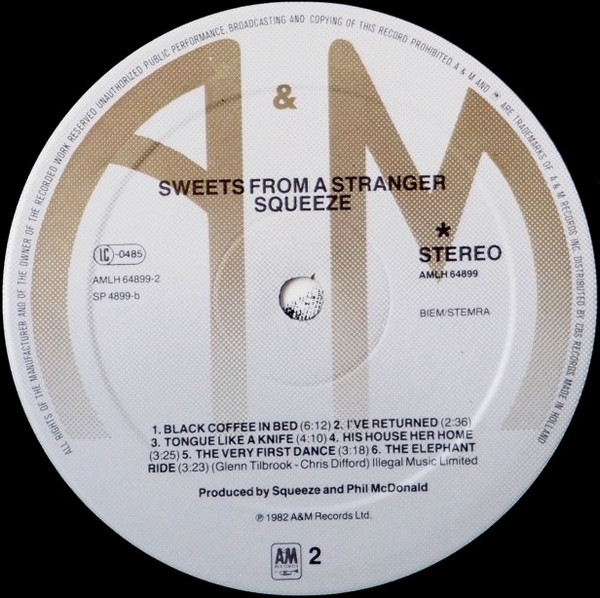 ALL RIGHTS OF THE MANUFACTURER AND OF THE OWNER OF THE RECORDED WORK RESERVED UNAUTHORIZED PUBLIC PERFORMANCE, BROADCASTING AND COPYING OF THIS RECORD PROHIBITED. A & M AND * ARE TRADEMARKS OF A & M RECORDS INC. DISTRIBUTED BY CBS RECORDS MADE IN HOLLAND
A & M
SWEETS FROM A STRANGER
SQUEEZE
LC -0485
AMLH 64899-2
SP 4899-b
*
STEREO
AMLH 64899
BIEM/STEMRA
1. BLACK COFFEE IN BED (6:12) 2. I'VE RETURNED (2:36)
3. TONGUE LIKE A KNIFE (4:10) 4. HIS HOUSE HER HOME
(3:25) 5. THE VERY FIRST DANCE (3:18) 6. THE ELEPHANT
RIDE (3:23) (Glenn Tilbrook - Chris Difford) Illegal Music Limited
Produced by Squeeze and Phil McDonald
℗ 1982 A&M Records Ltd.
AM
RECORDS
2